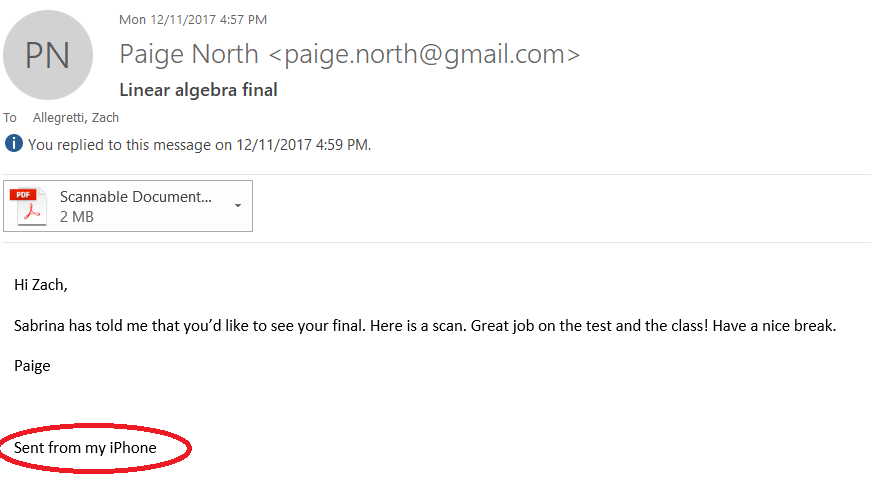 PN
Mon 12/11/2017 4:57 PM
Paige North <paige.north@gmail.com>
Linear algebra final
To Allegretti, Zach
i You replied to this message on 12/11/2017 4:59 PM.
PDF
Scannable Document...
2 MB
Hi Zach,
Sabrina has told me that you’d like to see your final. Here is a scan. Great job on the test and the class! Have a nice break.
Paige
Sent from my iPhone